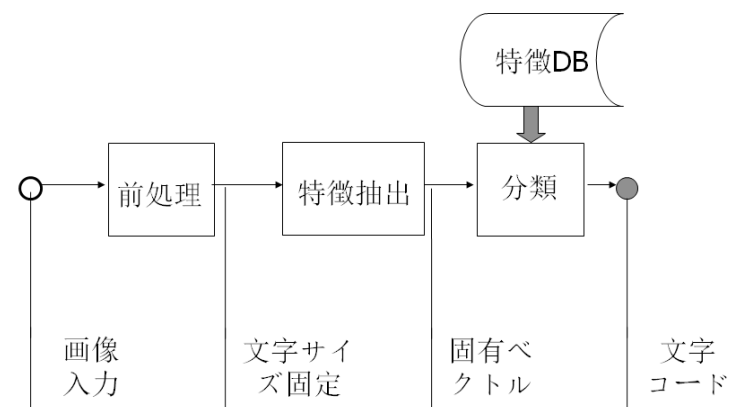 特徴DB
前処理
特徴抽出
分類
画像
入力
文字サイ
ズ固定
固有ベ
クトル
文字
コード